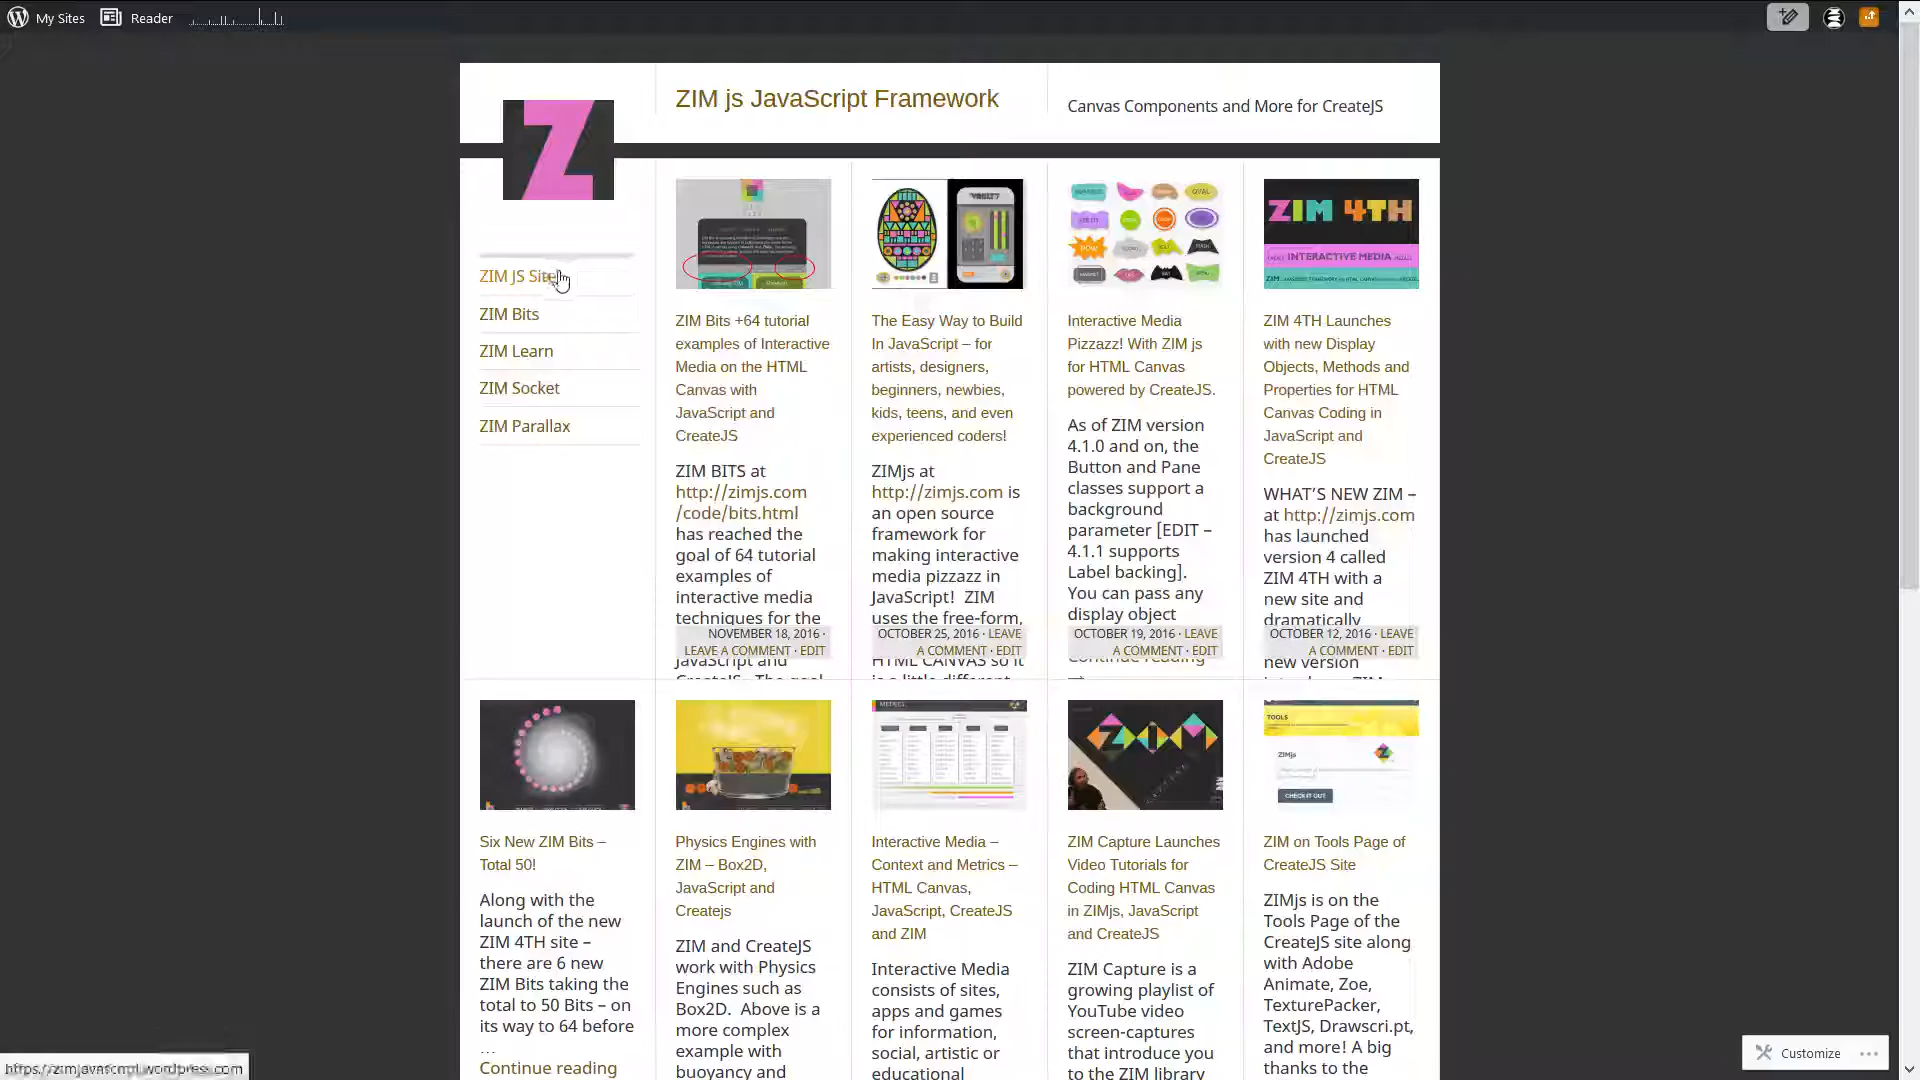 My Sites
Reader
ZIM js JavaScript Framework
Canvas Components and More for CreateJS
Z
ZIM JS Site
ZIM Bits
ZIM Learn
ZIM Socket
ZIM Parallax
ZIM Bits +64 tutorial
examples of Interactive
Media on the HTML
Canvas with
JavaScript and
CreateJS
ZIM BITS at
http://zimjs.com
/code/bits.html
has reached the
goal of 64 tutorial
examples of
interactive media
techniques for the
NOVEMBER 18, 2016 ·
LEAVE A COMMENT · EDIT
JavaScript and
CreateJS. The goal
The Easy Way to Build
In JavaScript – for
artists, designers,
beginners, newbies,
kids, teens, and even
experienced coders!
ZIMjs at
http://zimjs.com is
an open source
framework for
making interactive
media pizzazz in
JavaScript! ZIM
uses the free-form,
OCTOBER 25, 2016 · LEAVE
A COMMENT · EDIT
HTML CANVAS so it
is a little different
OVAL
Interactive Media
Pizzazz! With ZIM js
for HTML Canvas
powered by CreateJS.
As of ZIM version
4.1.0 and on, the
Button and Pane
classes support a
background
parameter [EDIT –
4.1.1 supports
Label backing].
You can pass any
display object
OCTOBER 19, 2016 · LEAVE
A COMMENT · EDIT
Continue reading
→
ZIM 4TH
INTERACTIVE MEDIA
ZIM 4TH Launches
with new Display
Objects, Methods and
Properties for HTML
Canvas Coding in
JavaScript and
CreateJS
WHAT'S NEW ZIM –
at http://zimjs.com
has launched
version 4 called
ZIM 4TH with a
new site and
dramatically
OCTOBER 12, 2016 · LEAVE
A COMMENT · EDIT
new version
Six New ZIM Bits –
Total 50!
Along with the
launch of the new
ZIM 4TH site –
there are 6 new
ZIM Bits taking the
total to 50 Bits – on
its way to 64 before
…
Continue reading
Physics Engines with
ZIM – Box2D,
JavaScript and
Createjs
ZIM and CreateJS
work with Physics
Engines such as
Box2D. Above is a
more complex
example with
buoyancy and
Interactive Media –
Context and Metrics –
HTML Canvas,
JavaScript, CreateJS
and ZIM
Interactive Media
consists of sites,
apps and games
for information,
social, artistic or
educational
ZIM Capture Launches
Video Tutorials for
Coding HTML Canvas
in ZIMjs, JavaScript
and CreateJS
ZIM Capture is a
growing playlist of
YouTube video
screen-captures
that introduce you
to the ZIM library
TOOLS
ZIMjs
CHECK IT OUT
ZIM on Tools Page of
CreateJS Site
ZIMjs is on the
Tools Page of the
CreateJS site along
with Adobe
Animate, Zoe,
TexturePacker,
TextJS, Drawscri.pt,
and more! A big
thanks to the
Customize